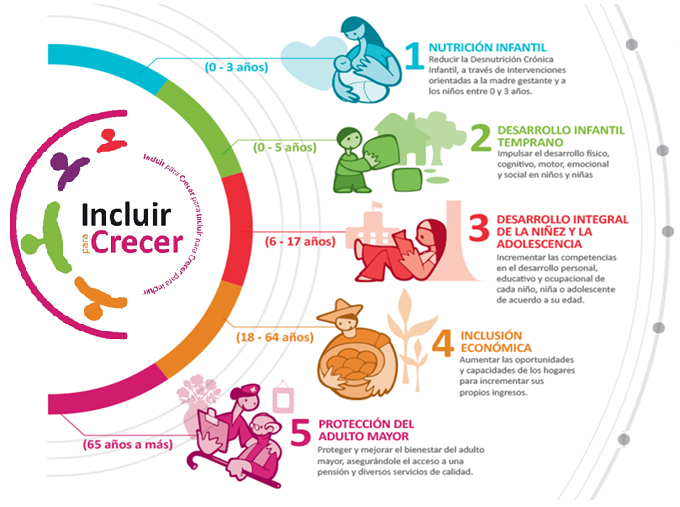 (0 - 3 años)
1
NUTRICIÓN INFANTIL
Reducir la Desnutrición Crónica
Infantil, a través de intervenciones
orientadas a la madre gestante y a
los niños entre 0 y 3 años.
(0 - 5 años)
2
DESARROLLO INFANTIL
TEMPRANO
Impulsar el desarrollo físico,
cognitivo, motor, emocional
y social en niños y niñas
Incluir para Crecer para Incluir para Crecer para incluir
Incluir
para
Crecer
(6 - 17 años)
3
DESARROLLO INTEGRAL
DE LA NIÑEZ Y LA
ADOLESCENCIA
Incrementar las competencias
en el desarrollo personal,
educativo y ocupacional de
cada niño, niña o adolescente
de acuerdo a su edad.
(18 - 64 años)
4
INCLUSIÓN
ECONÓMICA
Aumentar las oportunidades
y capacidades de los hogares
para incrementar sus
propios ingresos.
(65 años a más)
5
PROTECCIÓN DEL
ADULTO MAYOR
Proteger y mejorar el bienestar del adulto
mayor, asegurándole el acceso a una
pensión y diversos servicios de calidad.